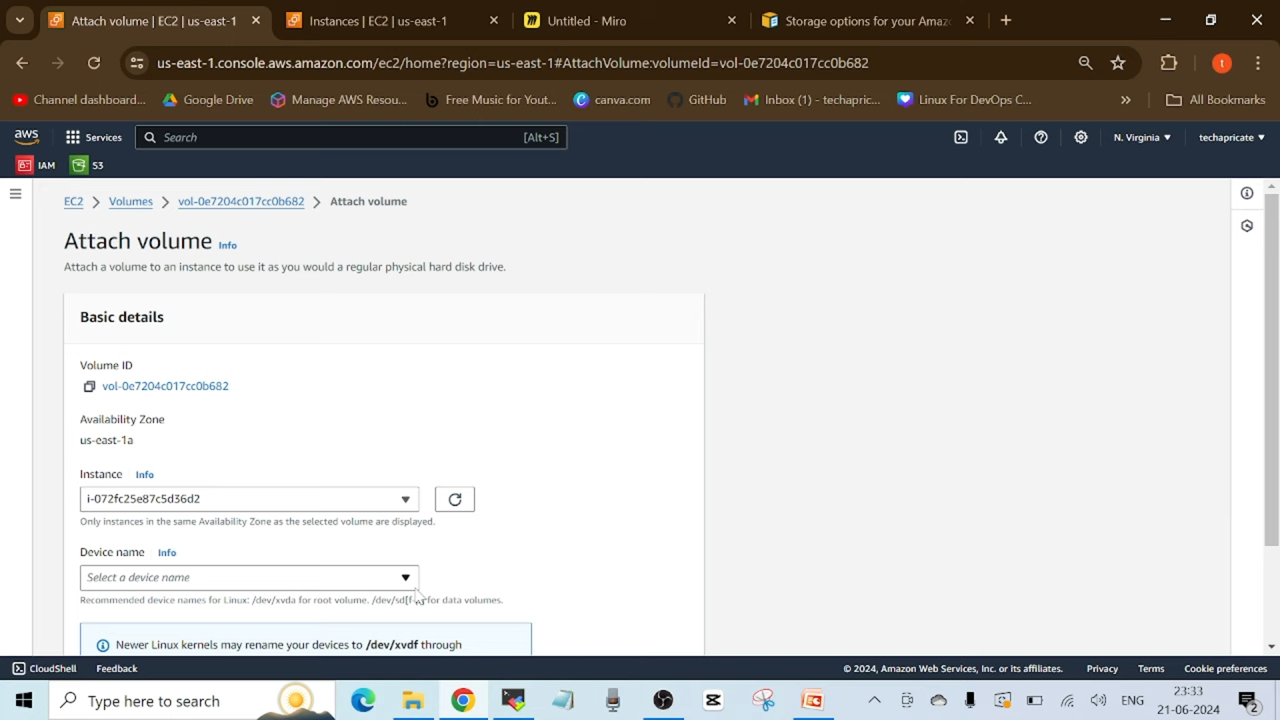 Attach volume | EC2 | us-east-1
Instances | EC2 | us-east-1
Untitled - Miro
Storage options for your Amaz
us-east-1.console.aws.amazon.com/ec2/home?region=us-east-1#AttachVolume:volumeId=vol-0e7204c017cc0b682
t
Channel dashboard...
Google Drive
Manage AWS Resou...
Free Music for Yout...
canva.com
GitHub
Inbox (1) - techapric...
Linux For DevOps C...
All Bookmarks
aws
Services
Search
[Alt+S]
N. Virginia
techapricate
IAM
S3
EC2 > Volumes > vol-0e7204c017cc0b682 > Attach volume
Attach volume Info
Attach a volume to an instance to use it as you would a regular physical hard disk drive.
Basic details
Volume ID
vol-0e7204c017cc0b682
Availability Zone
us-east-1a
Instance Info
i-072fc25e87c5d36d2
Only instances in the same Availability Zone as the selected volume are displayed.
Device name Info
Select a device name
Recommended device names for Linux: /dev/xvda for root volume. for data volumes.
Newer Linux kernels may rename your devices to /dev/xvdf through
CloudShell
Feedback
© 2024, Amazon Web Services, Inc. or its affiliates.
Privacy
Terms
Cookie preferences
Type here to search
ENG
23:33
21-06-2024
2